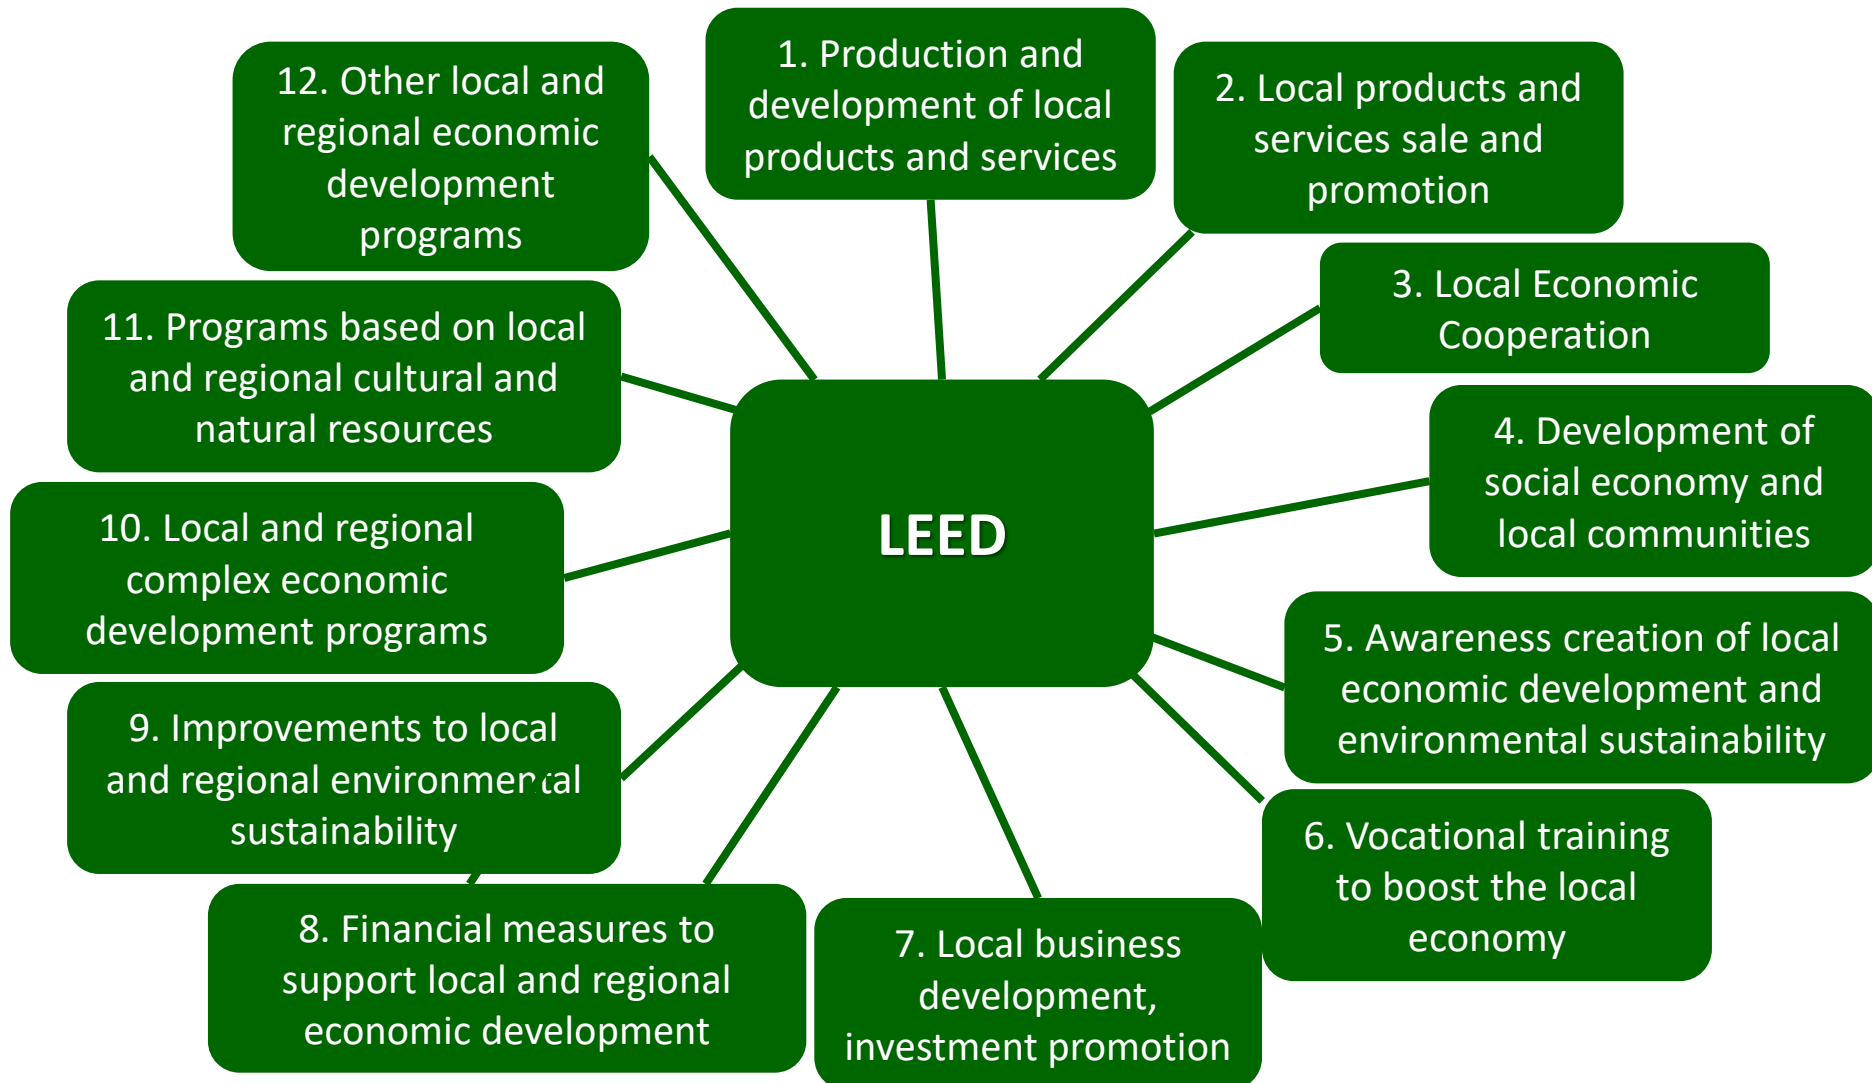 1. Production and
development of local
products and services
2. Local products and
services sale and
promotion
3. Local Economic
Cooperation
4. Development of
social economy and
local communities
5. Awareness creation of local
economic development and
environmental sustainability
6. Vocational training
to boost the local
economy
7. Local business
development,
investment promotion
8. Financial measures to
support local and regional
economic development
9. Improvements to local
and regional environmental
sustainability
10. Local and regional
complex economic
development programs
11. Programs based on local
and regional cultural and
natural resources
12. Other local and
regional economic
development
programs
LEED